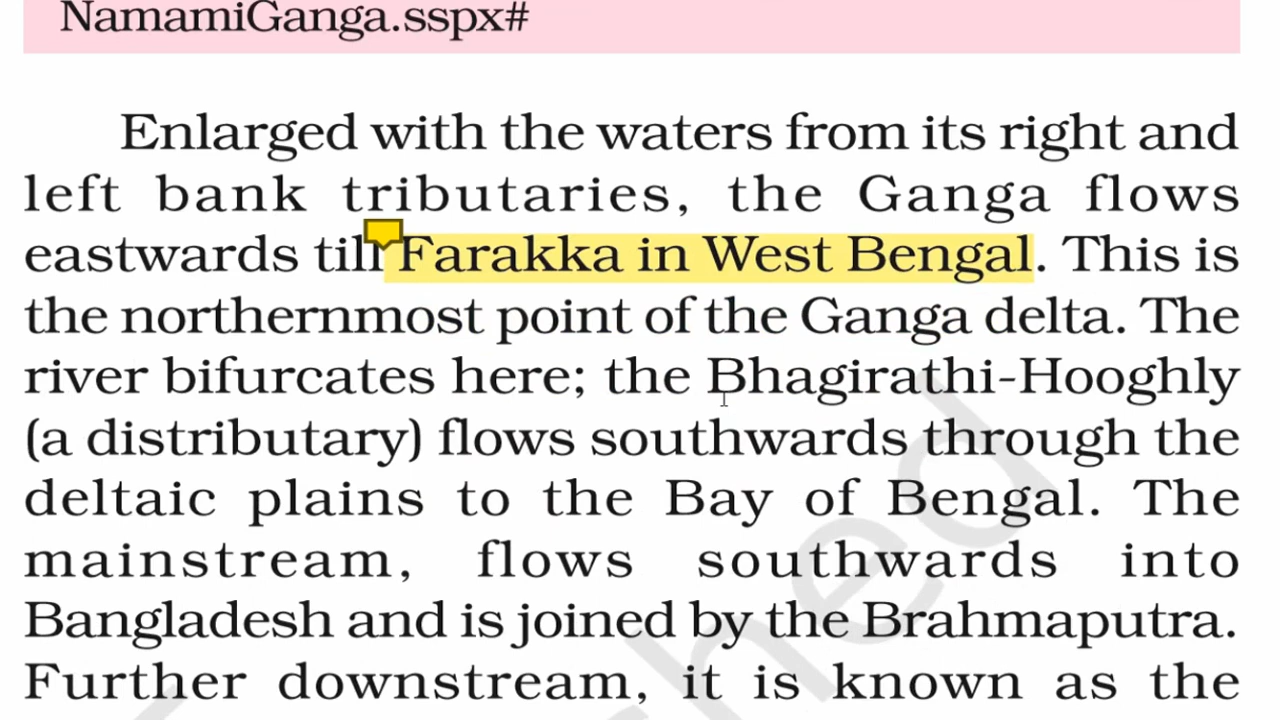 NamamiGanga.sspx#
Enlarged with the waters from its right and
left bank tributaries, the Ganga flows
eastwards till Farakka in West Bengal. This is
the northernmost point of the Ganga delta. The
river bifurcates here; the Bhagirathi-Hooghly
(a distributary) flows southwards through the
deltaic plains to the Bay of Bengal. The
mainstream, flows southwards into
Bangladesh and is joined by the Brahmaputra.
Further downstream, it is known as the